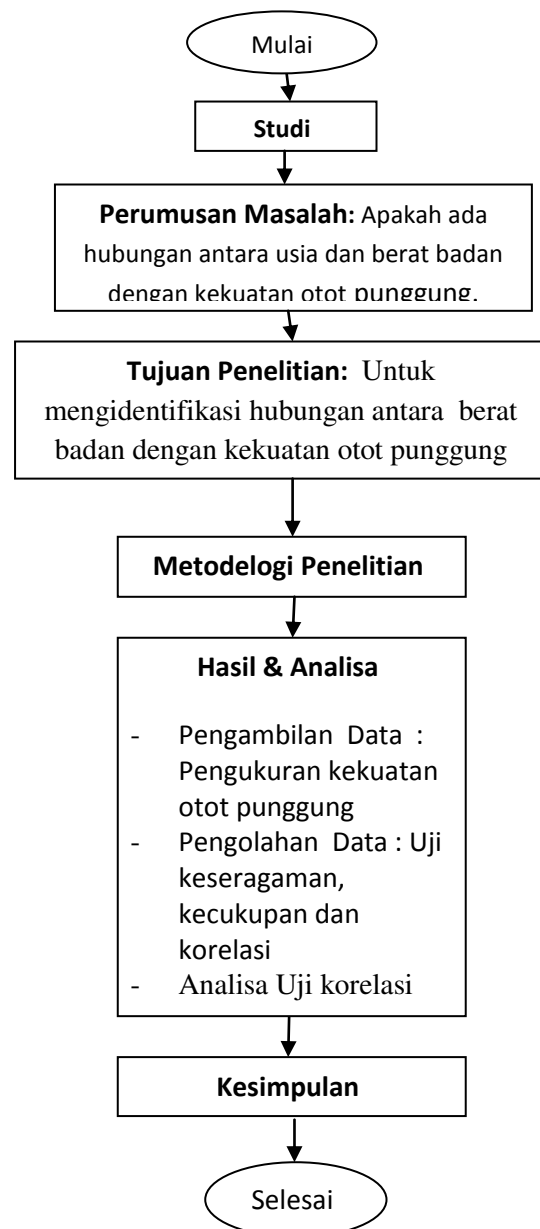 Mulai
Studi
Perumusan Masalah: Apakah ada
hubungan antara usia dan berat badan
dengan kekuatan otot punggung.
Tujuan Penelitian: Untuk
mengidentifikasi hubungan antara berat
badan dengan kekuatan otot punggung
Metodelogi Penelitian
Hasil & Analisa
- Pengambilan Data :
Pengukuran kekuatan
otot punggung
- Pengolahan Data : Uji
keseragaman,
kecukupan dan
korelasi
- Analisa Uji korelasi
Kesimpulan
Selesai